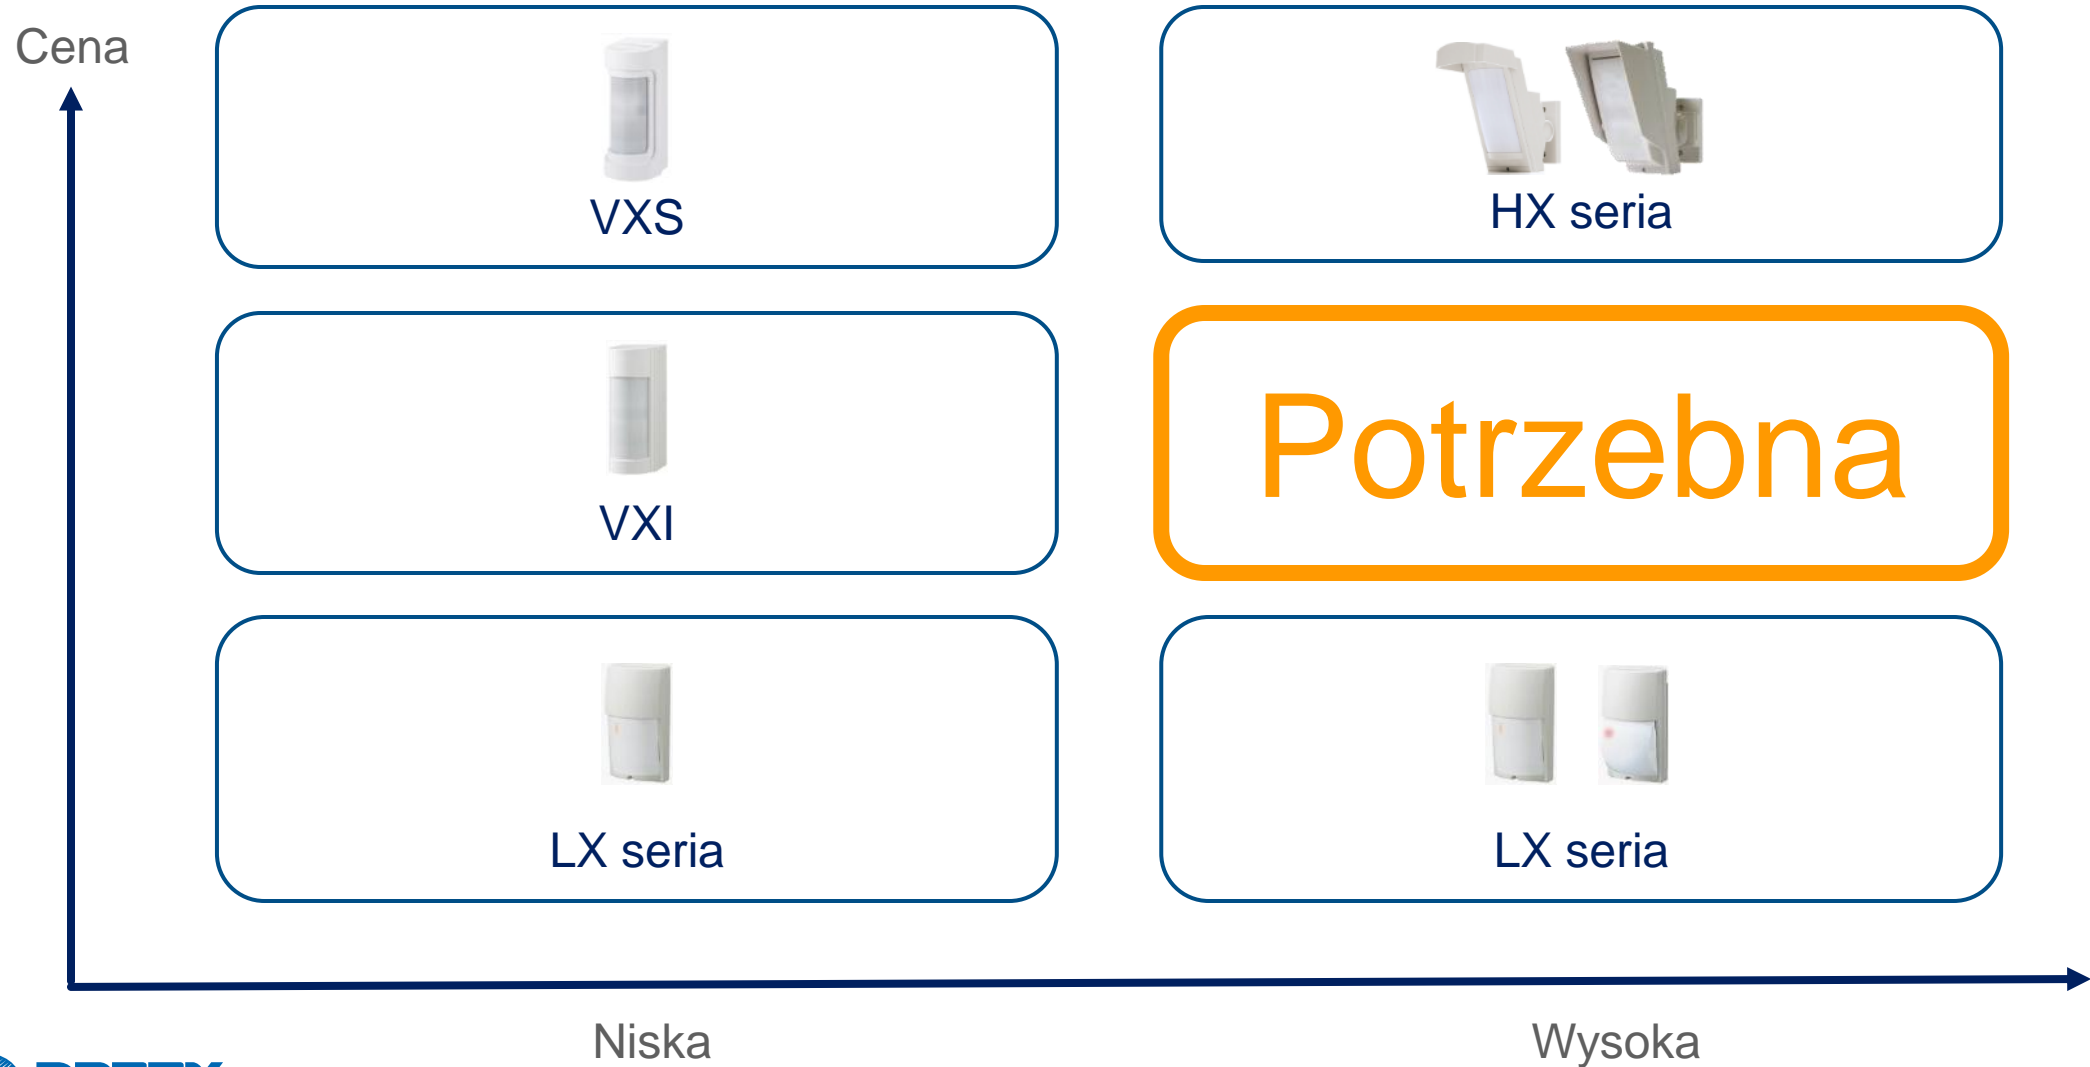 Cena
VXS
HX seria
VXI
Potrzebna
LX seria
LX seria
Niska
Wysoka